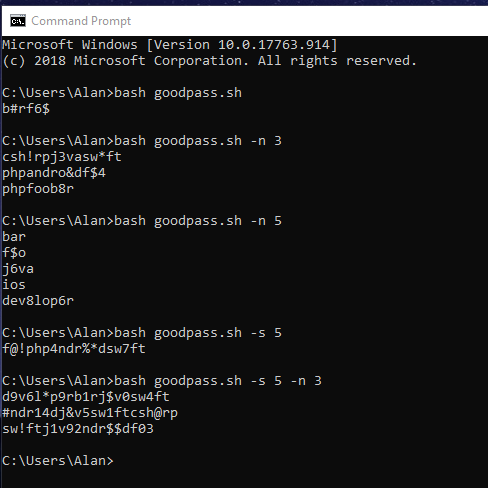 Command Prompt
Microsoft Windows [Version 10.0.17763.914]
(c) 2018 Microsoft Corporation. All rights reserved.
C:\Users\Alan>bash goodpass.sh
b#rf6$
C:\Users\Alan>bash goodpass.sh -n 3
csh!rpj3vasw*ft
phpandro&df$4
phpfoob8r
C:\Users\Alan>bash goodpass.sh -n 5
bar
f$o
j6va
ios
dev8lop6r
C:\Users\Alan>bash goodpass.sh -s 5
f@!php4ndr%*dsw7ft
C:\Users\Alan>bash goodpass.sh -s 5 -n 3
d9v6l*p9rb1rj$v0sw4ft
#ndr14dj&v5sw1ftcsh@rp
sw!ftj1v92ndr$$df03
C:\Users\Alan>